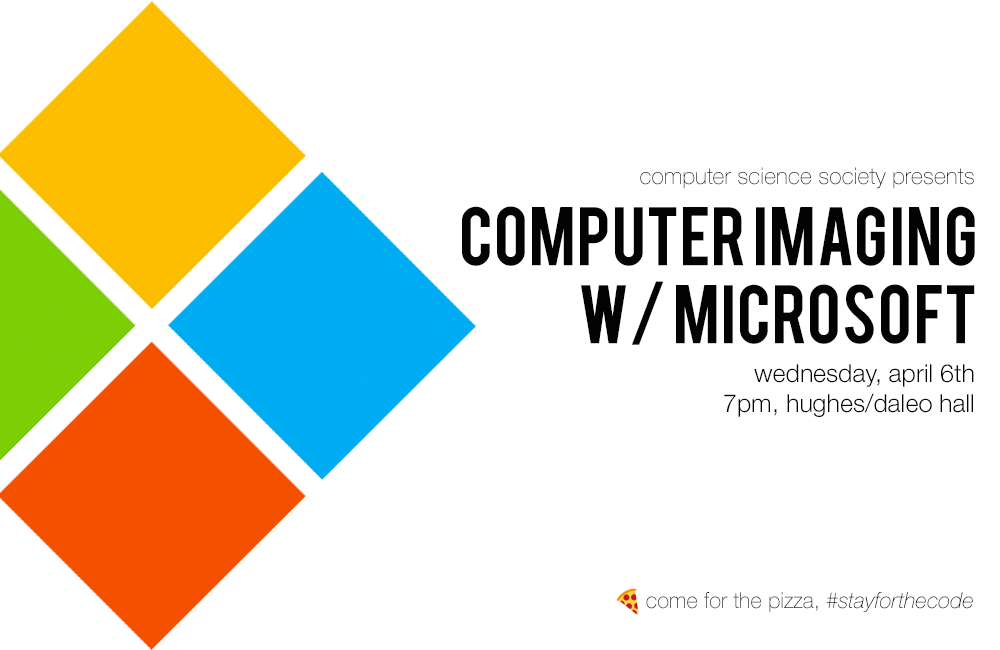 computer science society presents
COMPUTER IMAGING
W/ MICROSOFT
wednesday, april 6th
7pm, hughes/daleo hall
come for the pizza, #stayforthecode